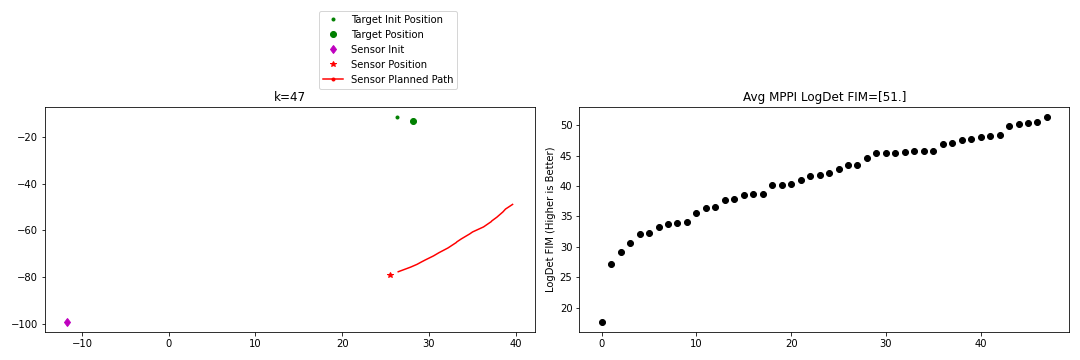 Target Init Position
Target Position
Sensor Init
Sensor Position
Sensor Planned Path
k=47
−20
−40
−60
−80
−100
−10
0
10
20
30
40
Avg MPPI LogDet FIM=[51.]
LogDet FIM (Higher is Better)
50
45
40
35
30
25
20
0
10
20
30
40